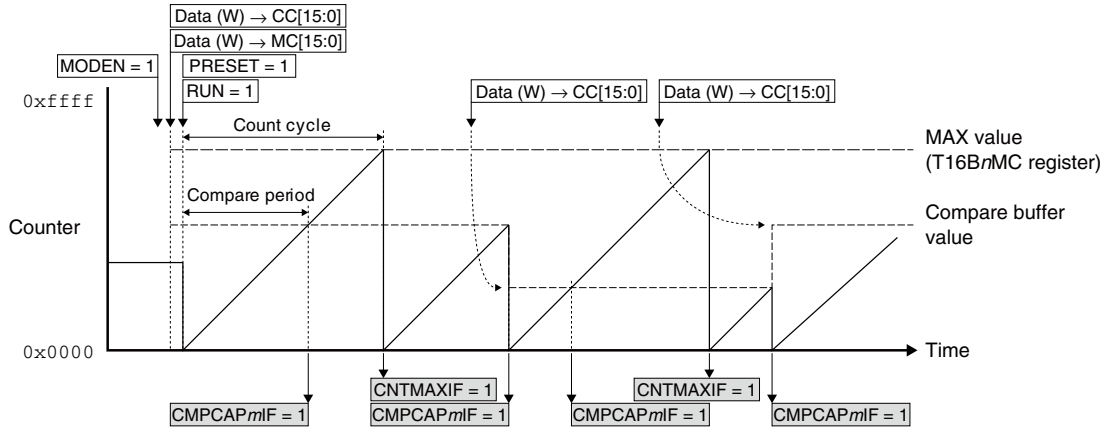 Data (W) → CC[15:0]
Data (W) → MC[15:0]
MODEN = 1
PRESET = 1
RUN = 1
Data (W) → CC[15:0]
Data (W) → CC[15:0]
0xffff
Count cycle
MAX value
(T16BnMC register)
Compare period
Counter
Compare buffer
value
0x0000
Time
CNTMAXIF = 1
CNTMAXIF = 1
CMPCAPmIF = 1
CMPCAPmIF = 1
CMPCAPmIF = 1
CMPCAPmIF = 1